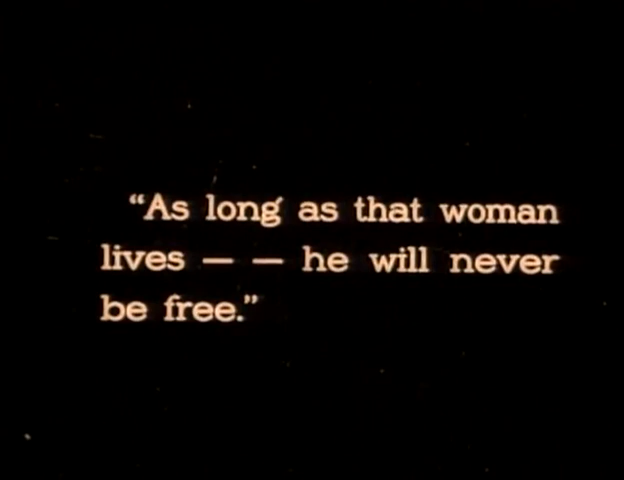 “As long as that woman
lives — — he will never
be free.”